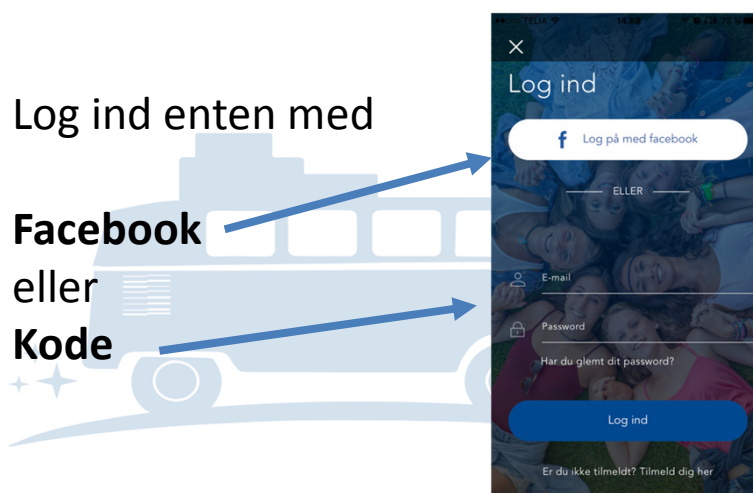 Log ind enten med
Facebook
eller
Kode
TELIA
Log ind
f Log på med facebook
ELLER
E-mail
Password
Har du glemt dit password?
Log ind
Er du ikke tilmeldt? Tilmeld dig her